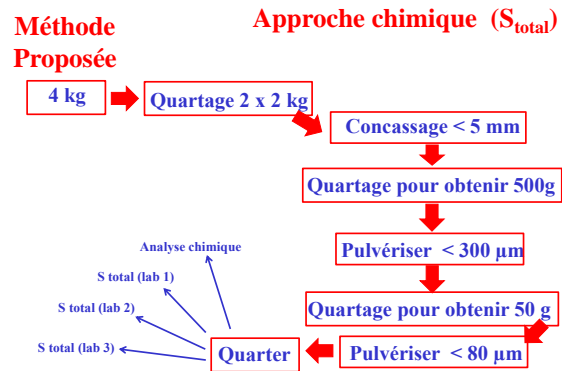 Méthode
Proposée
Approche chimique (S total)
4 kg
Quartage 2 x 2 kg
Concassage < 5 mm
Quartage pour obtenir 500g
Pulvériser < 300 µm
Quartage pour obtenir 50 g
Pulvériser < 80 µm
Quarter
Analyse chimique
S total (lab 1)
S total (lab 2)
S total (lab 3)